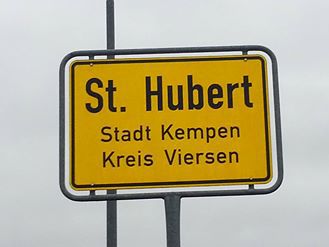 St. Hubert
Stadt Kempen
Kreis Viersen